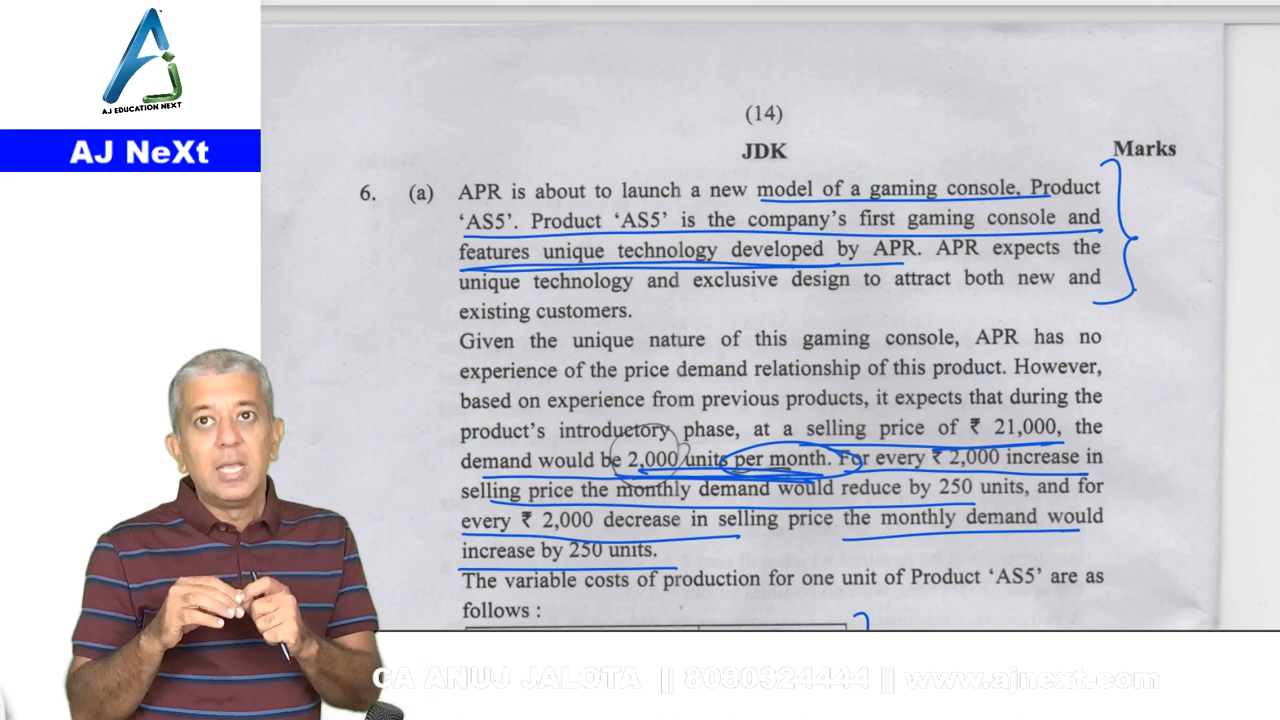 AJ EDUCATION NEXT
AJ NeXt
(14)
JDK
Marks
6. (a) APR is about to launch a new model of a gaming console, Product
‘AS5’. Product ‘AS5’ is the company’s first gaming console and
features unique technology developed by APR. APR expects the
unique technology and exclusive design to attract both new and
existing customers.
Given the unique nature of this gaming console, APR has no
experience of the price demand relationship of this product. However,
based on experience from previous products, it expects that during the
product’s introductory phase, at a selling price of ₹ 21,000, the
demand would be 2,000 units per month. For every ₹ 2,000 increase in
selling price the monthly demand would reduce by 250 units, and for
every ₹ 2,000 decrease in selling price the monthly demand would
increase by 250 units.
The variable costs of production for one unit of Product ‘AS5’ are as
follows :
CA ANUJ JALOTA || 8080324444 || www.ajnext.com